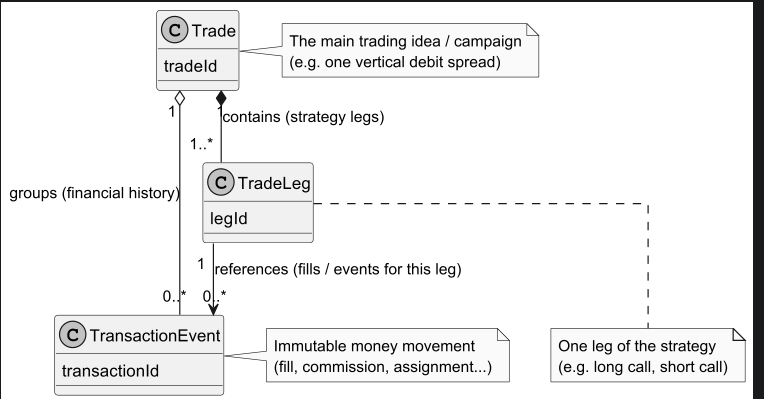 C Trade
tradeId
The main trading idea / campaign
(e.g. one vertical debit spread)
1
1
contains (strategy legs)
1..*
C TradeLeg
legId
groups (financial history)
1
references (fills / events for this leg)
0..*
0..*
C TransactionEvent
transactionId
Immutable money movement
(fill, commission, assignment...)
One leg of the strategy
(e.g. long call, short call)